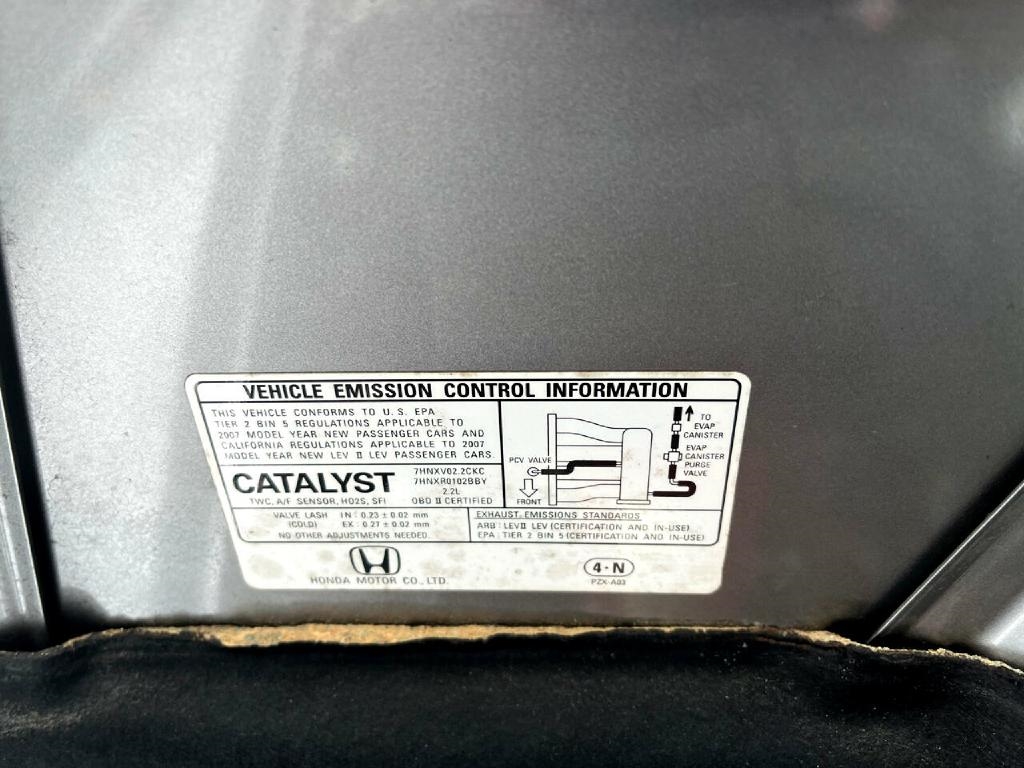 VEHICLE EMISSION CONTROL INFORMATION
THIS VEHICLE CONFORMS TO U.S. EPA
TIER 2 BIN 5 REGULATIONS APPLICABLE TO
2007 MODEL YEAR NEW PASSENGER CARS AND
CALIFORNIA REGULATIONS APPLICABLE TO 2007
MODEL YEAR NEW LEV II LEV PASSENGER CARS.
CATALYST
TWC, A/F SENSOR, HO2S, SFI
7HNXV02.2CKC
7HNXR0102BBY
2.2L
OBD II CERTIFIED
PCV VALVE
FRONT
TO
EVAP
CANISTER
EVAP
CANISTER
PURGE
VALVE
VALVE LASH IN : 0.23 ± 0.02 mm
(COLD) EX : 0.27 ± 0.02 mm
NO OTHER ADJUSTMENTS NEEDED.
EXHAUST EMISSIONS STANDARDS
ARB : LEVII LEV (CERTIFICATION AND IN-USE)
EPA : TIER 2 BIN 5 (CERTIFICATION AND IN-USE)
HONDA MOTOR CO., LTD.
4-N
PZX-A03